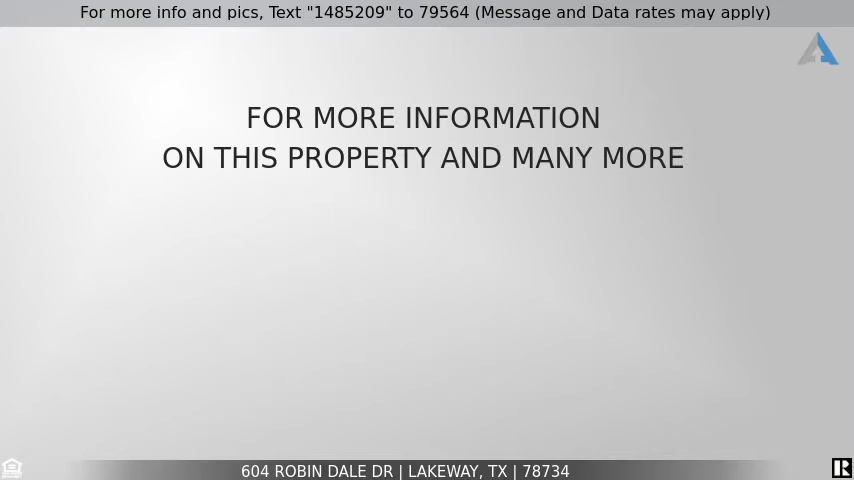 For more info and pics, Text "1485209" to 79564 (Message and Data rates may apply)
FOR MORE INFORMATION
ON THIS PROPERTY AND MANY MORE
604 ROBIN DALE DR | LAKEWAY, TX | 78734